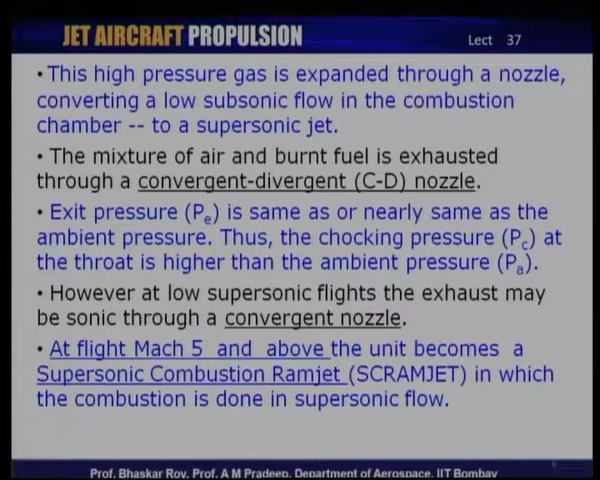 JET AIRCRAFT PROPULSION
Lect 37
• This high pressure gas is expanded through a nozzle,
converting a low subsonic flow in the combustion
chamber -- to a supersonic jet.
• The mixture of air and burnt fuel is exhausted
through a convergent-divergent (C-D) nozzle.
• Exit pressure (Pe) is same as or nearly same as the
ambient pressure. Thus, the chocking pressure (Pc) at
the throat is higher than the ambient pressure (Pa).
• However at low supersonic flights the exhaust may
be sonic through a convergent nozzle.
• At flight Mach 5 and above the unit becomes a
Supersonic Combustion Ramjet (SCRAMJET) in which
the combustion is done in supersonic flow.
6
Prof. Bhaskar Roy, Prof. A M Pradeep, Department of Aerospace, IIT Bombay